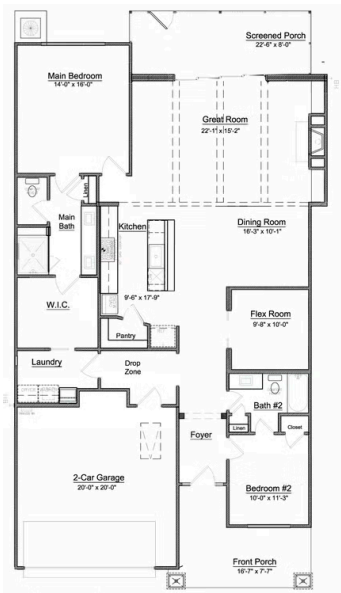 Screened Porch
22'-6" x 8'-0"
Main Bedroom
14'-0" x 16'-0"
Great Room
22'-1" x 15'-2"
Linen
Main
Bath
Kitchen
Dining Room
16'-3" x 10'-1"
9'-6" x 17'-9"
W.I.C.
Flex Room
9'-8" x 10'-0"
Pantry
Laundry
Drop
Zone
Bath #2
Linen
Closet
Foyer
2-Car Garage
20'-0" x 20'-0"
Bedroom #2
10'-0" x 11'-3"
Front Porch
16'-7" x 7'-7"